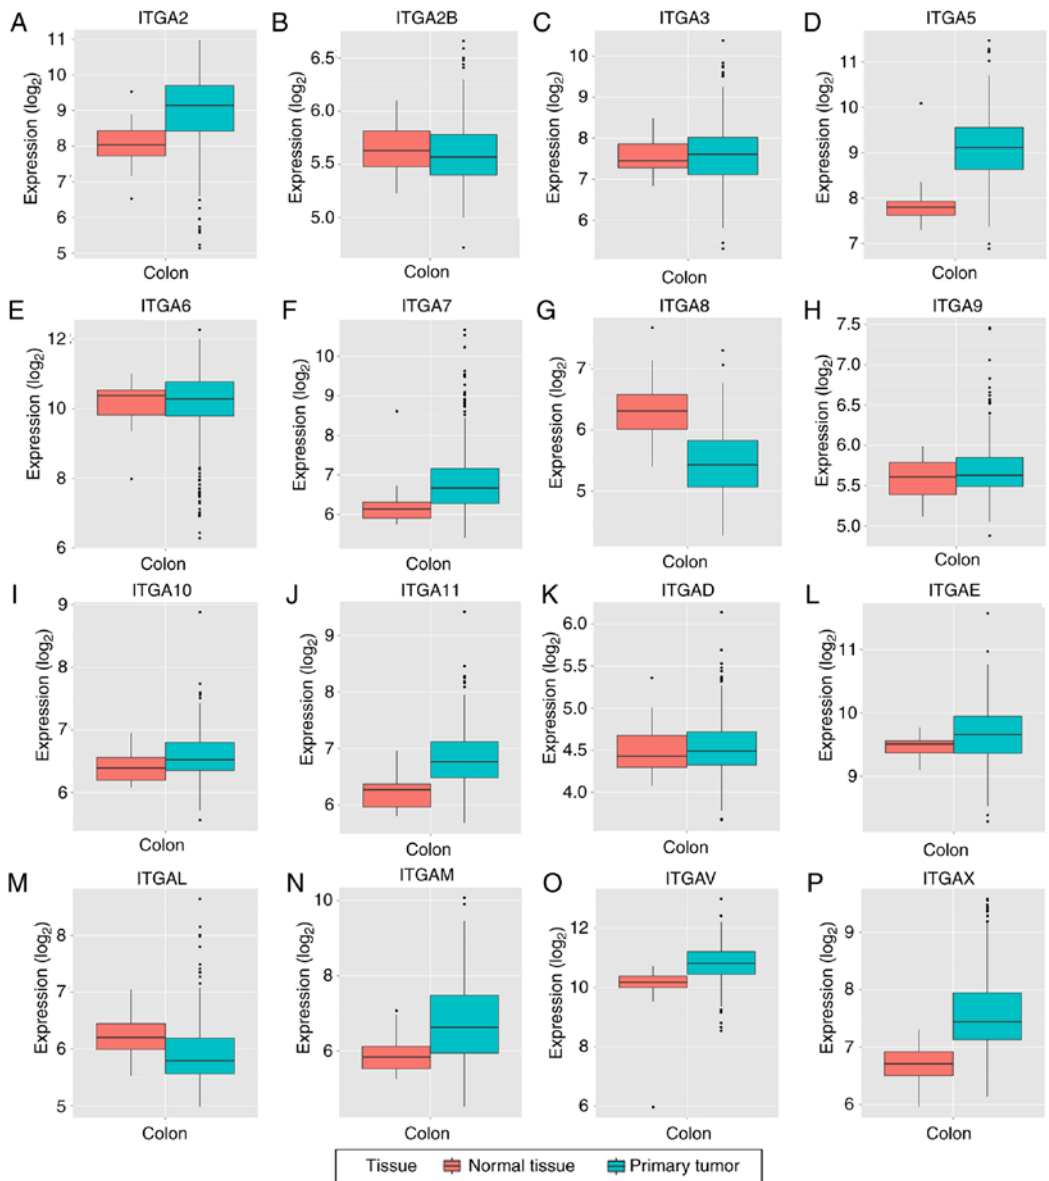 A ITGA2
Expression (log₂)
11
10
9
8
7
6
5
Colon
B ITGA2B
Expression (log₂)
6.5
6.0
5.5
5.0
Colon
C ITGA3
Expression (log₂)
10
9
8
7
6
Colon
D ITGA5
Expression (log₂)
11
10
9
8
7
Colon
E ITGA6
Expression (log₂)
12
10
8
6
Colon
F ITGA7
Expression (log₂)
10
9
8
7
6
Colon
G ITGA8
Expression (log₂)
7
6
5
Colon
H ITGA9
Expression (log₂)
7.5
7.0
6.5
6.0
5.5
5.0
Colon
I ITGA10
Expression (log₂)
9
8
7
6
Colon
J ITGA11
Expression (log₂)
9
8
7
6
Colon
K ITGAD
Expression (log₂)
6.0
5.5
5.0
4.5
4.0
Colon
L ITGAE
Expression (log₂)
11
10
9
Colon
M ITGAL
Expression (log₂)
8
7
6
5
Colon
N ITGAM
Expression (log₂)
10
8
6
Colon
O ITGAV
Expression (log₂)
12
10
8
6
Colon
P ITGAX
Expression (log₂)
9
8
7
6
Colon
Tissue Normal tissue Primary tumor